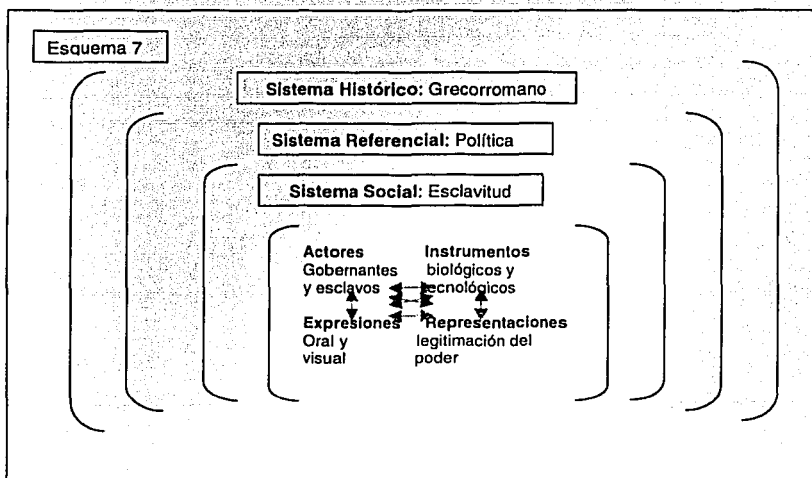 Esquema 7
Sistema Histórico: Grecorromano
Sistema Referencial: Política
Sistema Social: Esclavitud
Actores Instrumentos
Gobernantes biológicos y
y esclavos tecnológicos
Expresiones Representaciones
Oral y legitimación del
visual poder